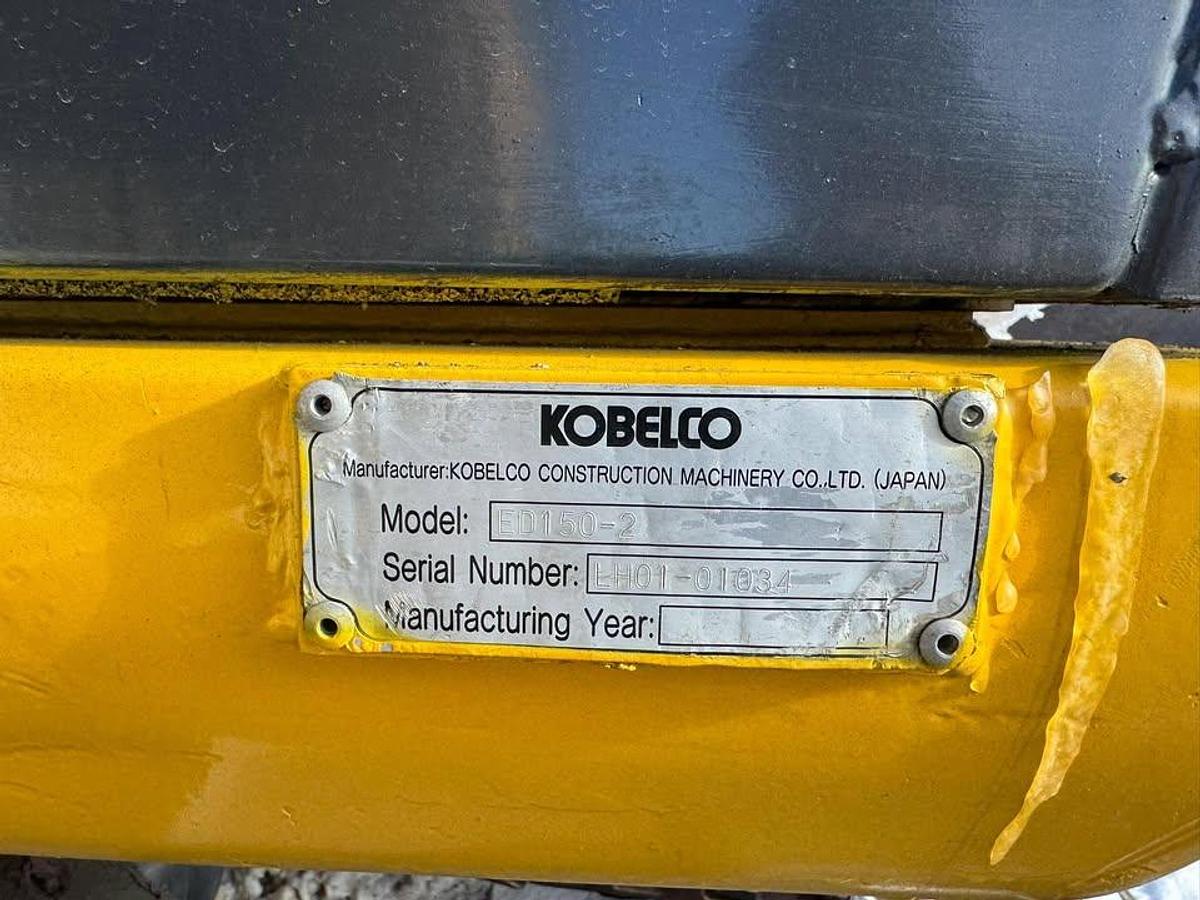 KOBELCO
Manufacturer:KOBELCO CONSTRUCTION MACHINERY CO.,LTD. (JAPAN)
Model: ED150-2
Serial Number: LH01-01034
Manufacturing Year: